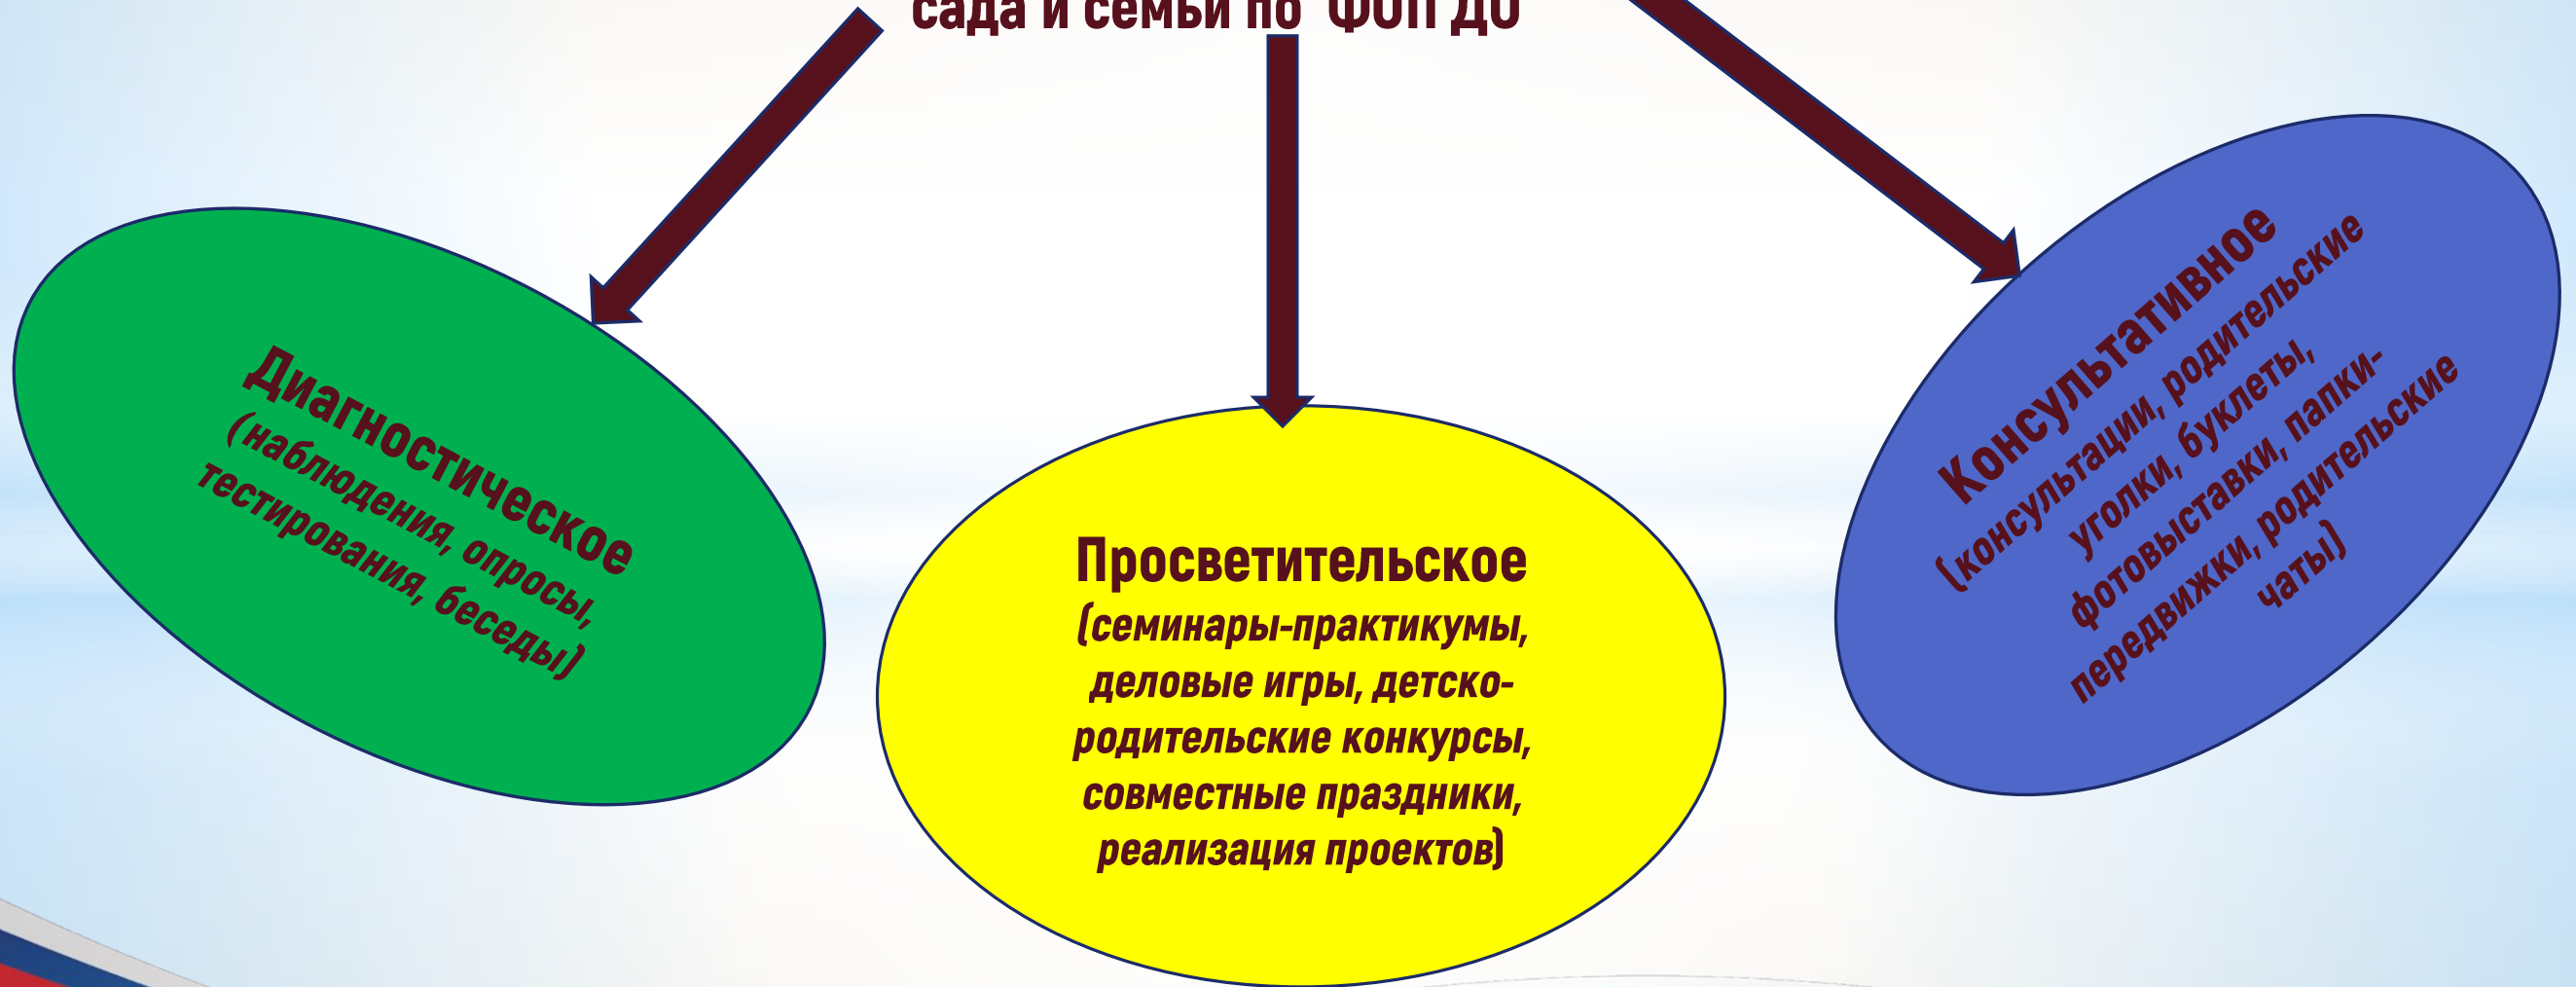 сада и семьи по ФОП ДО
Диагностическое
(наблюдения, опросы,
тестирования, беседы)
Просветительское
(семинары-практикумы,
деловые игры, детско-
родительские конкурсы,
совместные праздники,
реализация проектов)
Консультативное
(консультации, родительские
уголки, буклеты,
фотовыставки, папки-
передвижки, родительские
чаты)